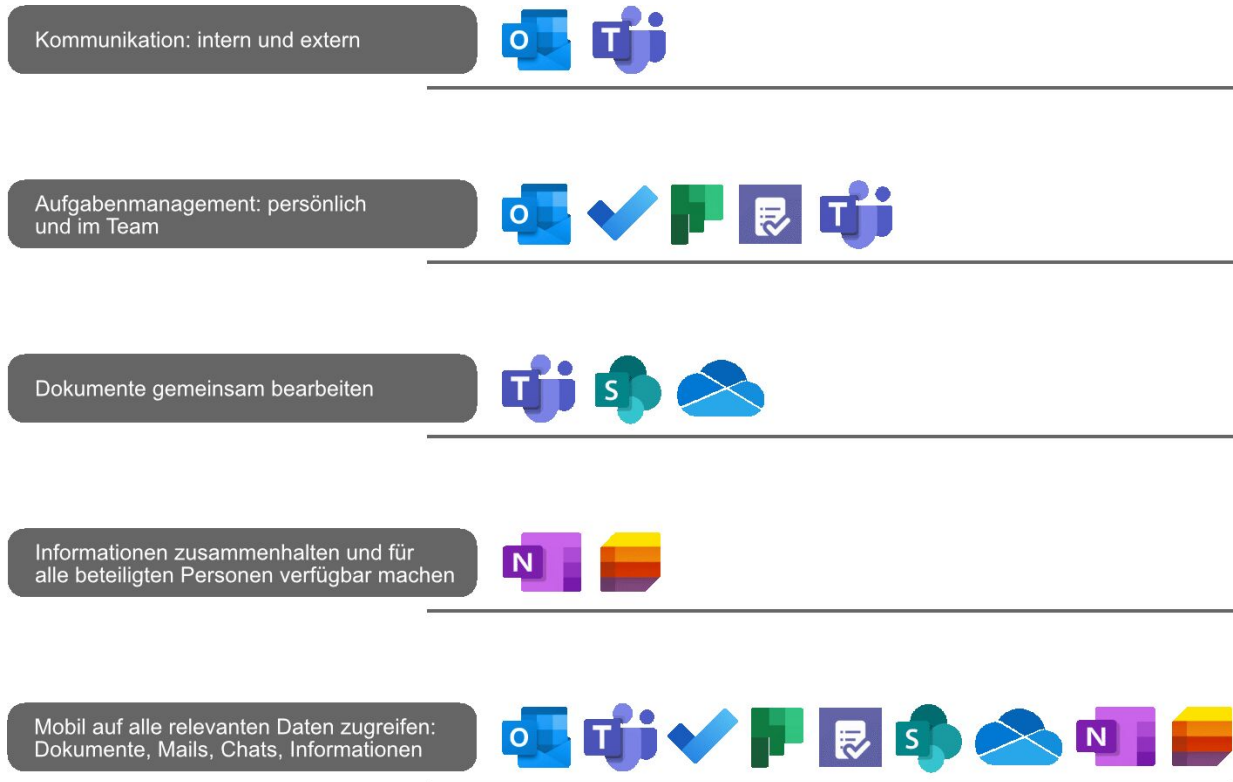 Kommunikation: intern und extern
O T
Aufgabenmanagement: persönlich
und im Team
O T
Dokumente gemeinsam bearbeiten
T S
Informationen zusammenhalten und für
alle beteiligten Personen verfügbar machen
N
Mobil auf alle relevanten Daten zugreifen:
Dokumente, Mails, Chats, Informationen
O T S N